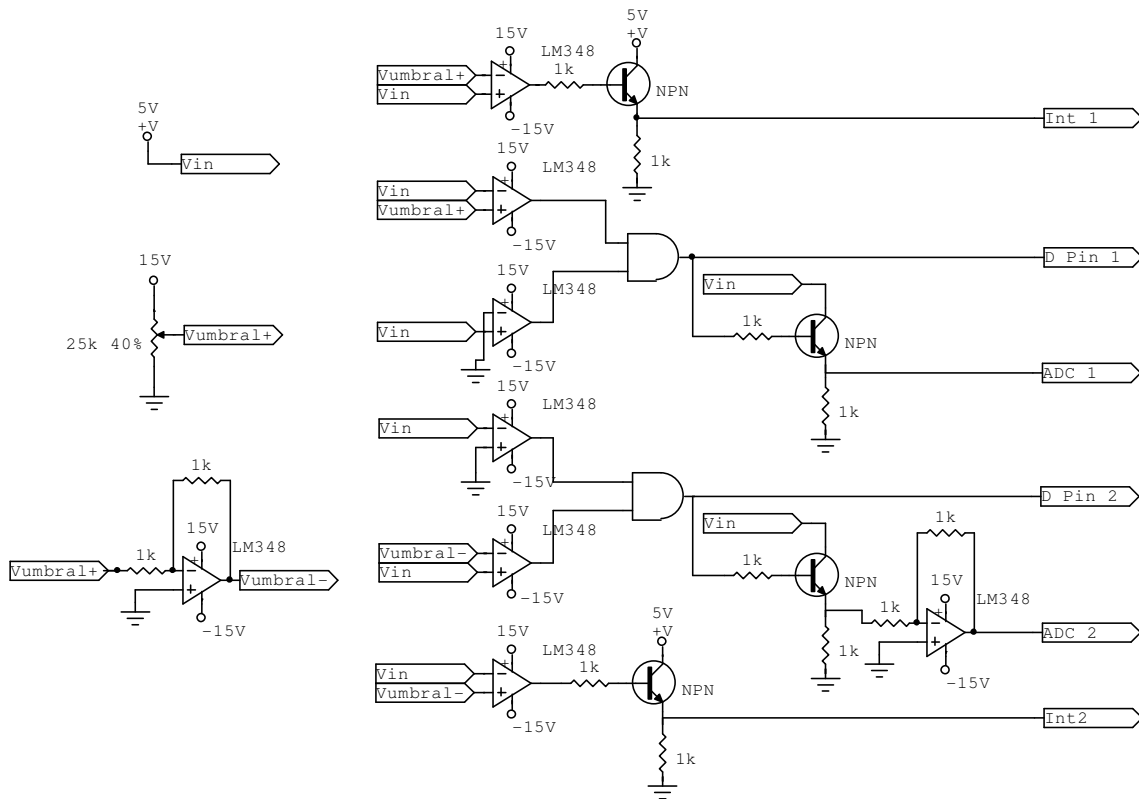 5V
+V
15V
LM348
1k
Vumbral+
Vin
NPN
-15V
Int 1
1k
5V
+V
Vin
15V
LM348
Vin
Vumbral+
-15V
D Pin 1
15V
LM348
Vin
Vin
1k
NPN
-15V
ADC 1
1k
15V
25k 40%
Vumbral+
15V
LM348
Vin
-15V
D Pin 2
15V
LM348
Vin
Vumbral-
Vin
1k
NPN
-15V
1k
1k
15V
LM348
ADC 2
-15V
1k
1k
15V
LM348
1k
Vumbral+
Vumbral-
-15V
5V
+V
15V
LM348
1k
Vin
Vumbral-
NPN
-15V
Int2
1k